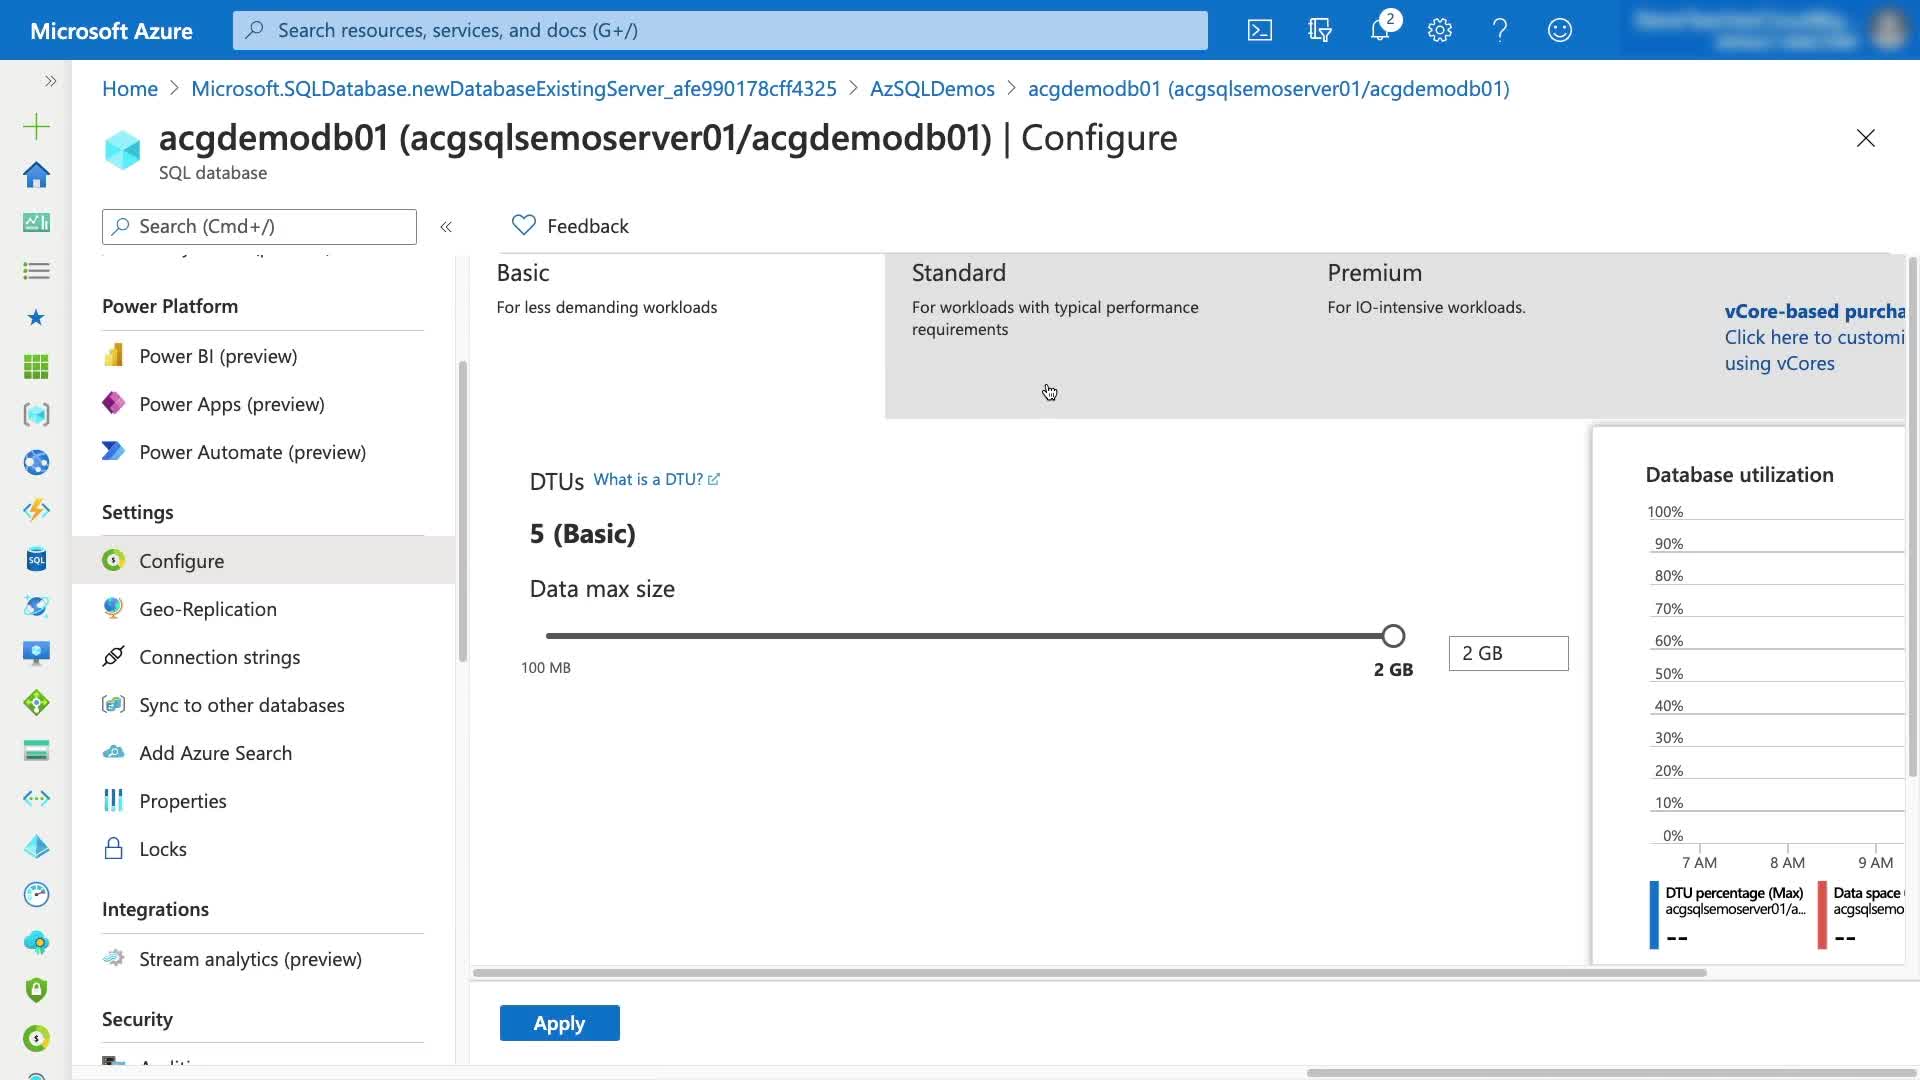 Microsoft Azure
Search resources, services, and docs (G+/)
2
Home > Microsoft.SQLDatabase.newDatabaseExistingServer_afe990178cff4325 > AzSQLDemos > acgdemodb01 (acgsqlsemoserver01/acgdemodb01)
acgdemodb01 (acgsqlsemoserver01/acgdemodb01) | Configure
SQL database
Search (Cmd+/)
Feedback
Power Platform
Power BI (preview)
Power Apps (preview)
Power Automate (preview)
Settings
Configure
Geo-Replication
Connection strings
Sync to other databases
Add Azure Search
Properties
Locks
Integrations
Stream analytics (preview)
Security
Basic
For less demanding workloads
Standard
For workloads with typical performance
requirements
Premium
For IO-intensive workloads.
vCore-based purcha
Click here to customi
using vCores
DTUs What is a DTU?
5 (Basic)
Data max size
100 MB
2 GB
2 GB
Database utilization
100%
90%
80%
70%
60%
50%
40%
30%
20%
10%
0%
7 AM 8 AM 9 AM
DTU percentage (Max)
acgsqlsemoserver01/a...
--
Data space
acgsqlsemo
--
Apply
SQL